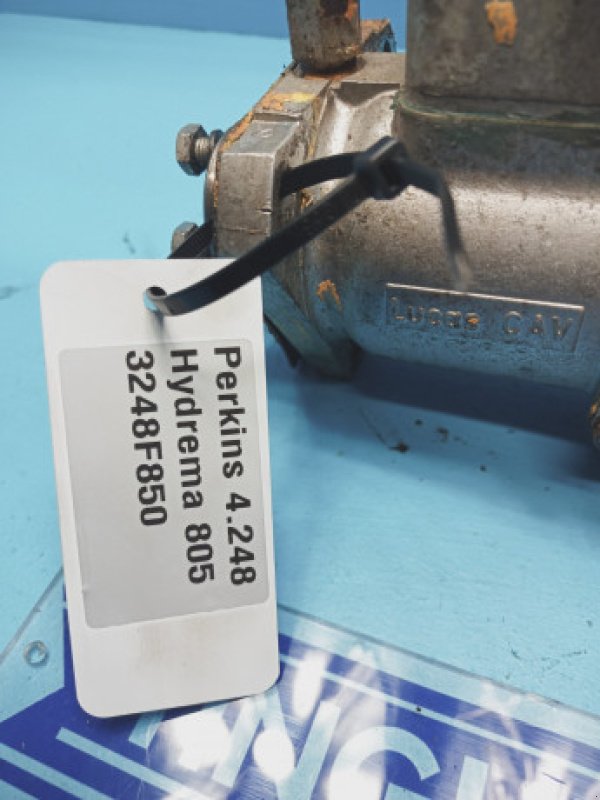 Perkins 4.248
Hydrema 805
3248F850
Lucas CAV